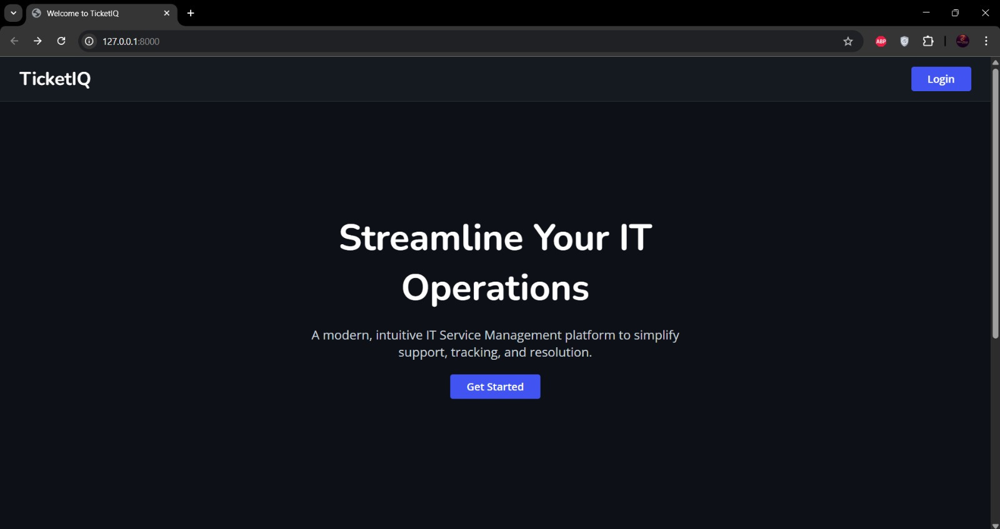 Welcome to TicketIQ
127.0.0.1:8000
ABP
TicketIQ
Login
Streamline Your IT
Operations
A modern, intuitive IT Service Management platform to simplify
support, tracking, and resolution.
Get Started